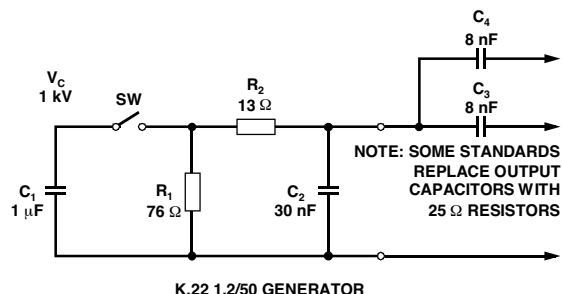 C4
8 nF
VC
1 kV
SW
R2
13 Ω
C3
8 nF
NOTE: SOME STANDARDS
REPLACE OUTPUT
CAPACITORS WITH
25 Ω RESISTORS
C1
1 μF
R1
76 Ω
C2
30 nF
K.22 1.2/50 GENERATOR